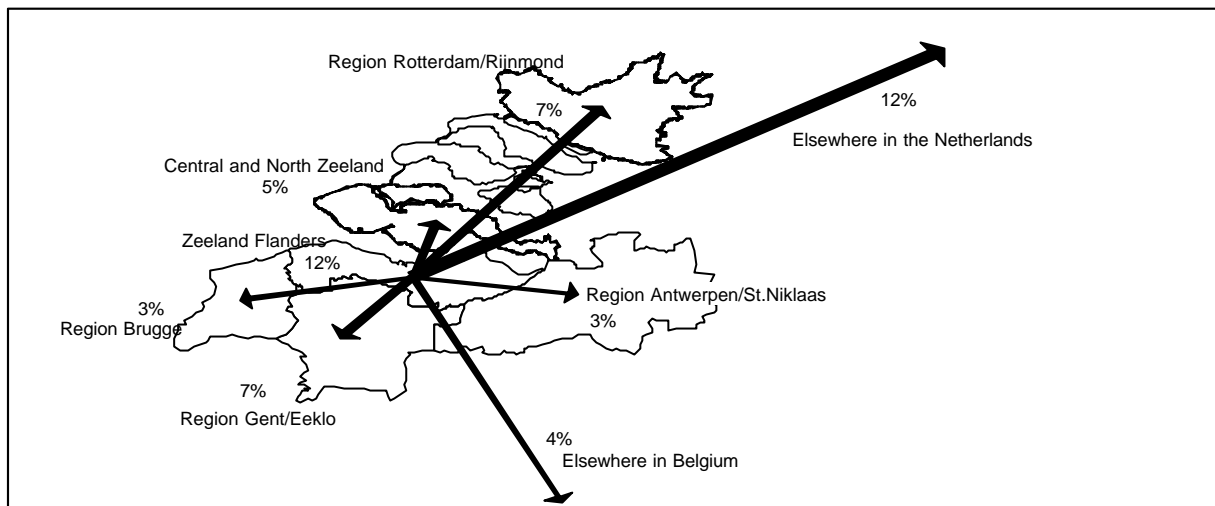 Region Rotterdam/Rijnmond
7%
12%
Elsewhere in the Netherlands
Central and North Zeeland
5%
Zeeland Flanders
12%
3%
Region Brugge
Region Antwerpen/St.Niklaas
3%
7%
Region Gent/Eeklo
4%
Elsewhere in Belgium